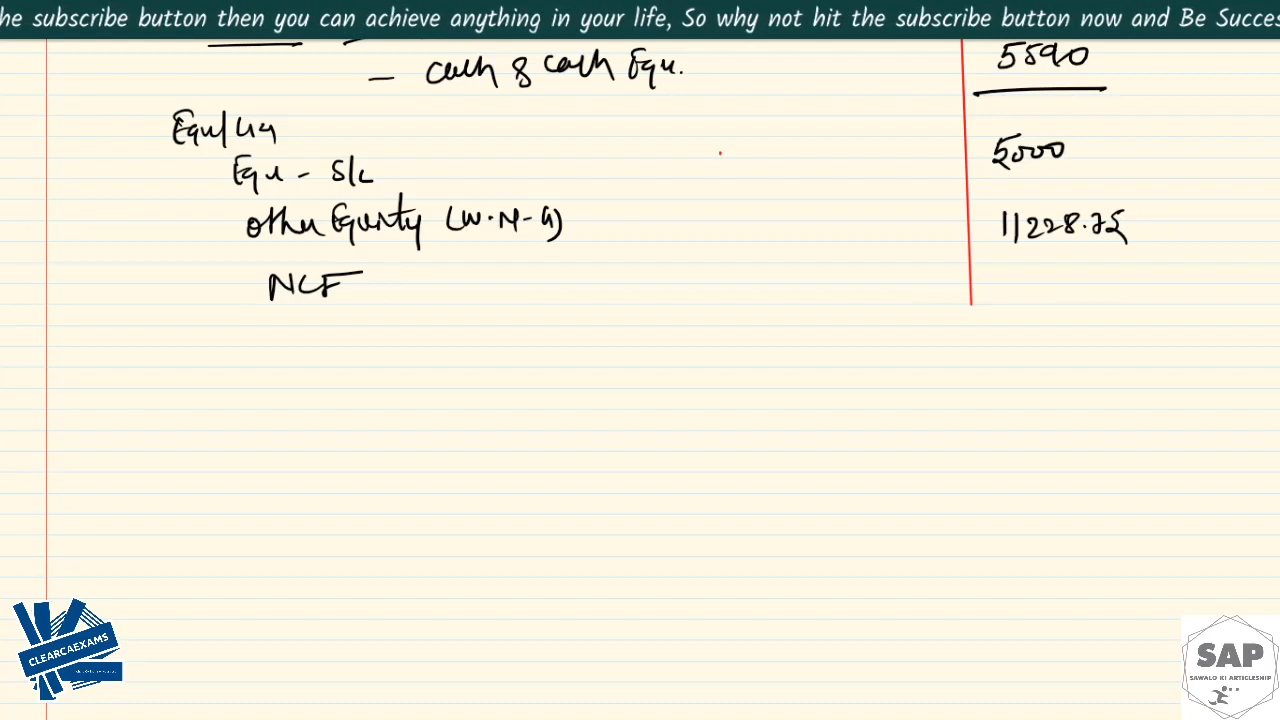 he subscribe button then you can achieve anything in your life, So why not hit the subscribe button now and Be Succes
- Cash & Cash Equ. 5590
Equ/Lia
Equ - S/C 5000
Other Equity (W.N-4) 11228.75
NCF
CLEARCAEXAMS
SAP
SAWALO KI ARTICLESHIP